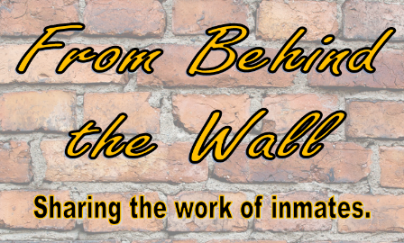 From Behind
the Wall
Sharing the work of inmates.